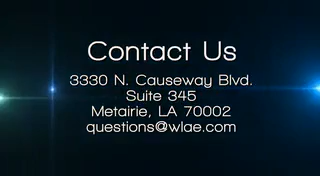 Contact Us
3330 N. Causeway Blvd.
Suite 345
Metairie, LA 70002
questions@wlae.com